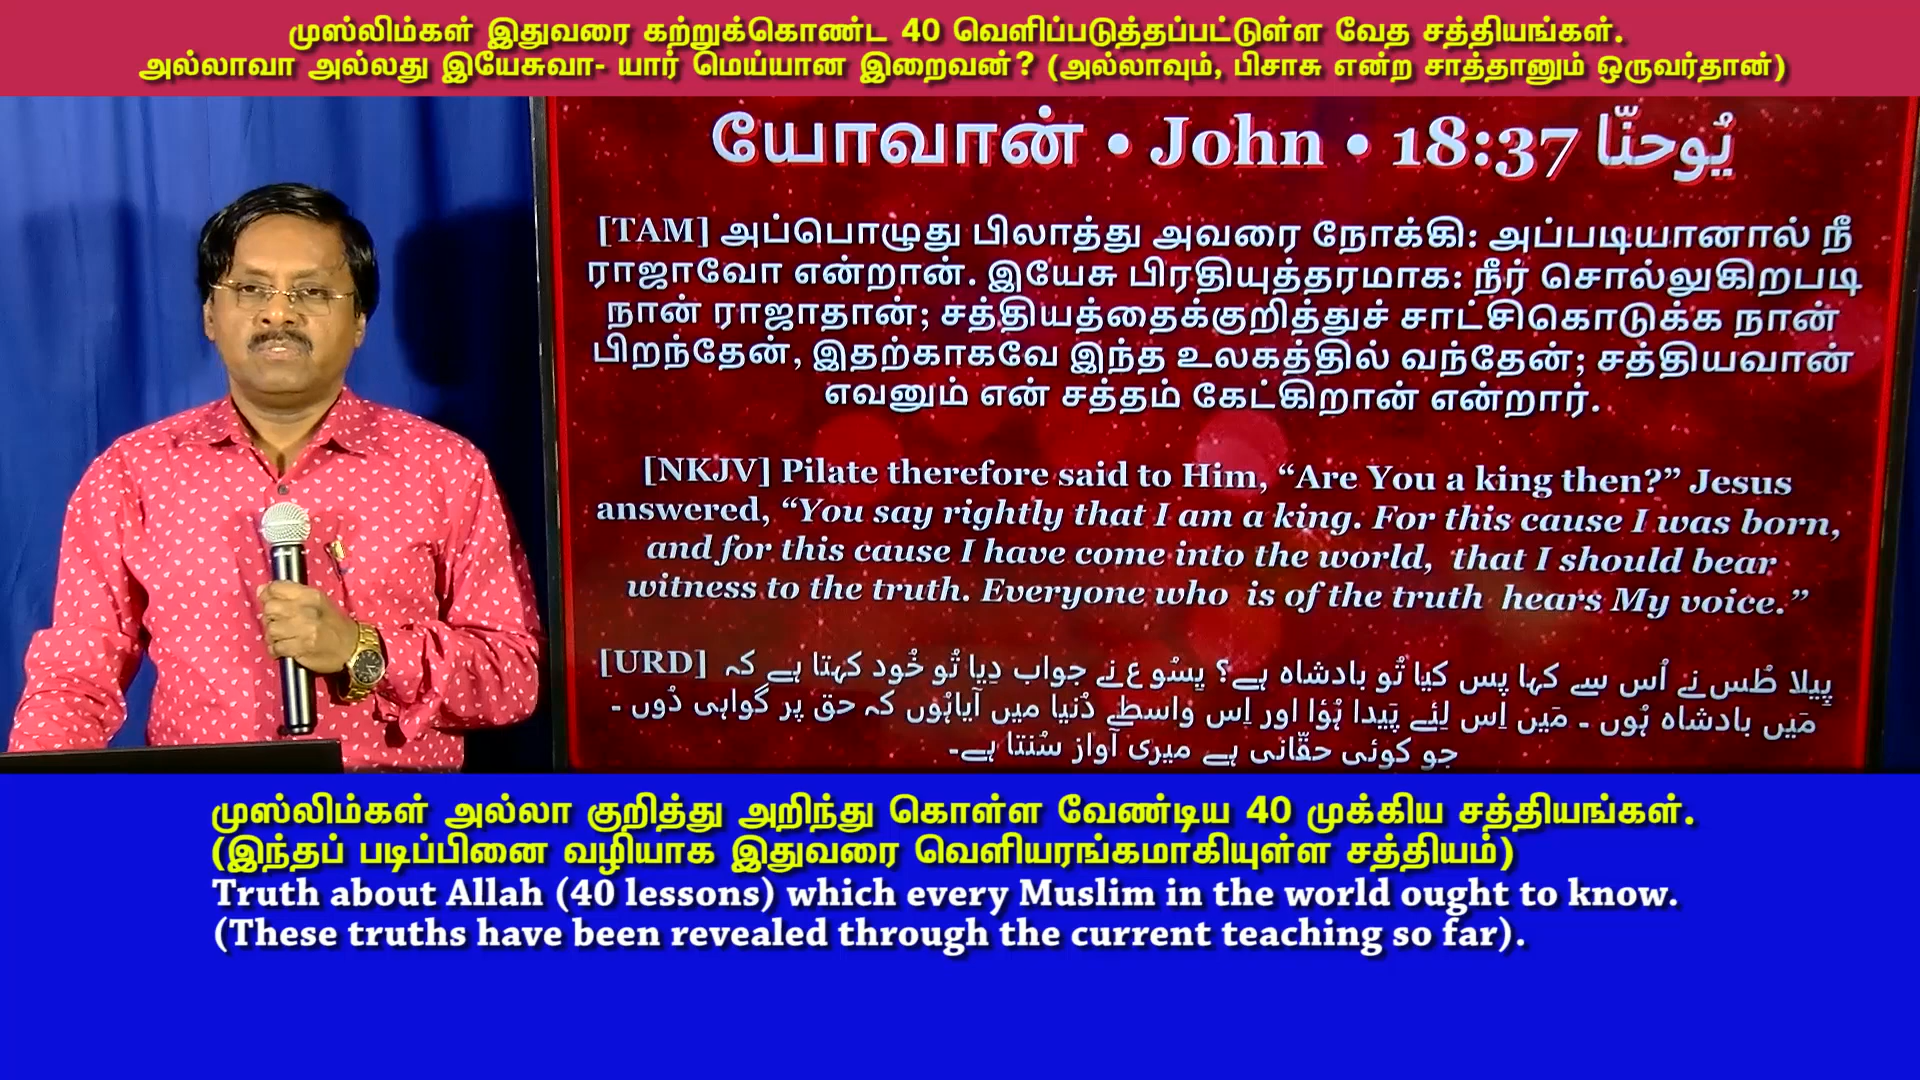 முஸ்லிம்கள் இதுவரை கற்றுக்கொண்ட 40 வெளிப்படுத்தப்பட்டுள்ள வேத சத்தியங்கள்.
அல்லாவா அல்லது இயேசுவா- யார் மெய்யான இறைவன்? (அல்லாவும், பிசாசு என்ற சாத்தானும் ஒருவர்தான்)
யோவான் • John • 18:37 يُوحنّا
[TAM] அப்பொழுது பிலாத்து அவரை நோக்கி: அப்படியானால் நீ
ராஜாவோ என்றான். இயேசு பிரதியுத்தரமாக: நீர் சொல்லுகிறபடி
நான் ராஜாதான்; சத்தியத்தைக்குறித்துச் சாட்சிகொடுக்க நான்
பிறந்தேன், இதற்காகவே இந்த உலகத்தில் வந்தேன்; சத்தியவான்
எவனும் என் சத்தம் கேட்கிறான் என்றார்.
[NKJV] Pilate therefore said to Him, “Are You a king then?” Jesus
answered, “You say rightly that I am a king. For this cause I was born,
and for this cause I have come into the world, that I should bear
witness to the truth. Everyone who is of the truth hears My voice.”
[URD] پِیلا طُس نے اُس سے کہا پس کیا تُو بادشاہ ہے؟ یِسُوع نے جواب دِیا تُو خُود کہتا ہے کہ
مَیں بادشاہ ہُوں ۔ مَیں اِس لِئے پَیدا ہُؤا اور اِس واسطے دُنیا میں آیاہُوں کہ حق پر گواہی دُوں ۔
جو کوئی حقّانی ہے میری آواز سُنتا ہے۔
முஸ்லிம்கள் அல்லா குறித்து அறிந்து கொள்ள வேண்டிய 40 முக்கிய சத்தியங்கள்.
(இந்தப் படிப்பினை வழியாக இதுவரை வெளியரங்கமாகியுள்ள சத்தியம்)
Truth about Allah (40 lessons) which every Muslim in the world ought to know.
(These truths have been revealed through the current teaching so far).